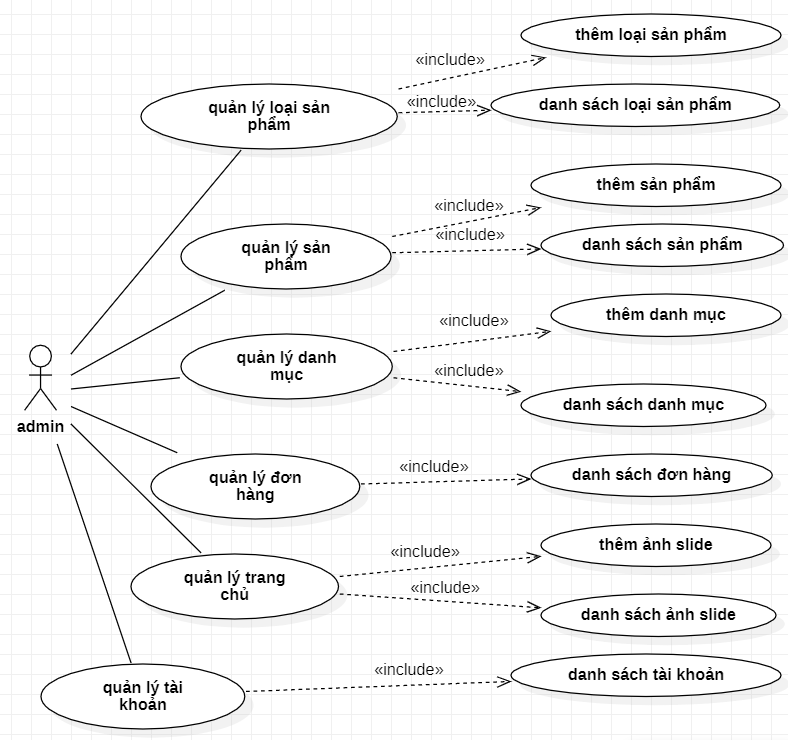 thêm loại sản phẩm
«include»
quản lý loại sản
phẩm
«include»
danh sách loại sản phẩm
thêm sản phẩm
«include»
quản lý sản
phẩm
«include»
danh sách sản phẩm
thêm danh mục
«include»
quản lý danh
mục
«include»
danh sách danh mục
admin
quản lý đơn
hàng
«include»
danh sách đơn hàng
thêm ảnh slide
«include»
quản lý trang
chủ
«include»
danh sách ảnh slide
quản lý tài
khoản
«include»
danh sách tài khoản